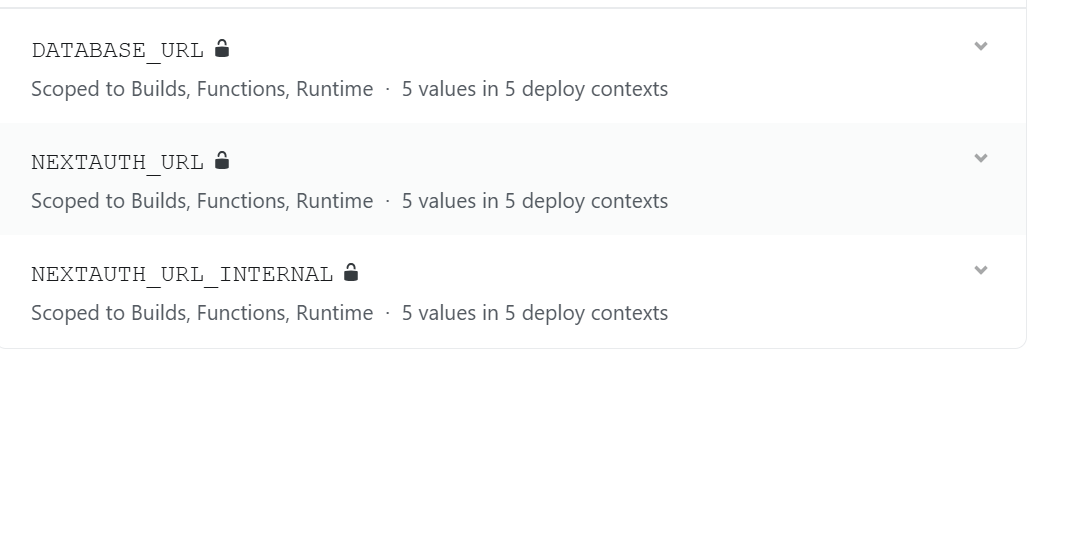 DATABASE_URL
Scoped to Builds, Functions, Runtime · 5 values in 5 deploy contexts
NEXTAUTH_URL
Scoped to Builds, Functions, Runtime · 5 values in 5 deploy contexts
NEXTAUTH_URL_INTERNAL
Scoped to Builds, Functions, Runtime · 5 values in 5 deploy contexts